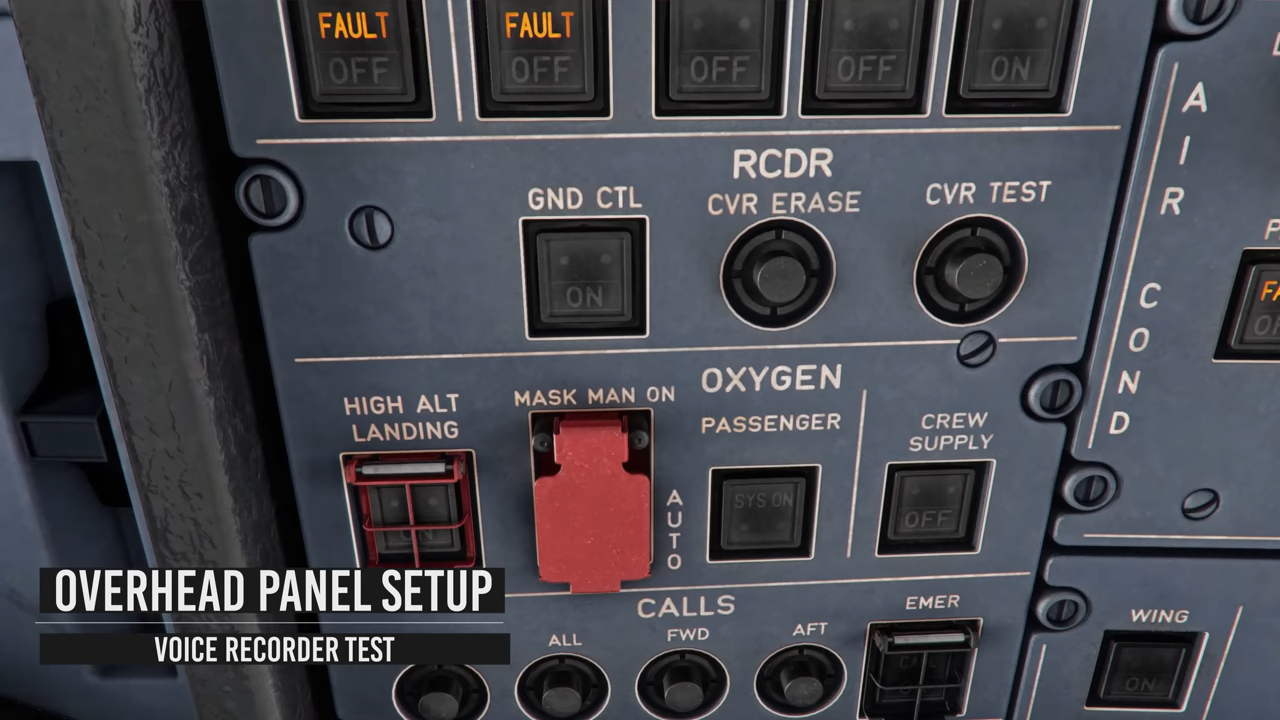 FAULT
OFF
FAULT
OFF
OFF
OFF
ON
RCDR
GND CTL
CVR ERASE
CVR TEST
ON
AIR COND
OXYGEN
HIGH ALT
LANDING
MASK MAN ON
PASSENGER
CREW
SUPPLY
ON
AUTO
SYS ON
OFF
CALLS
ALL
FWD
AFT
EMER
WING
ON
OVERHEAD PANEL SETUP
VOICE RECORDER TEST